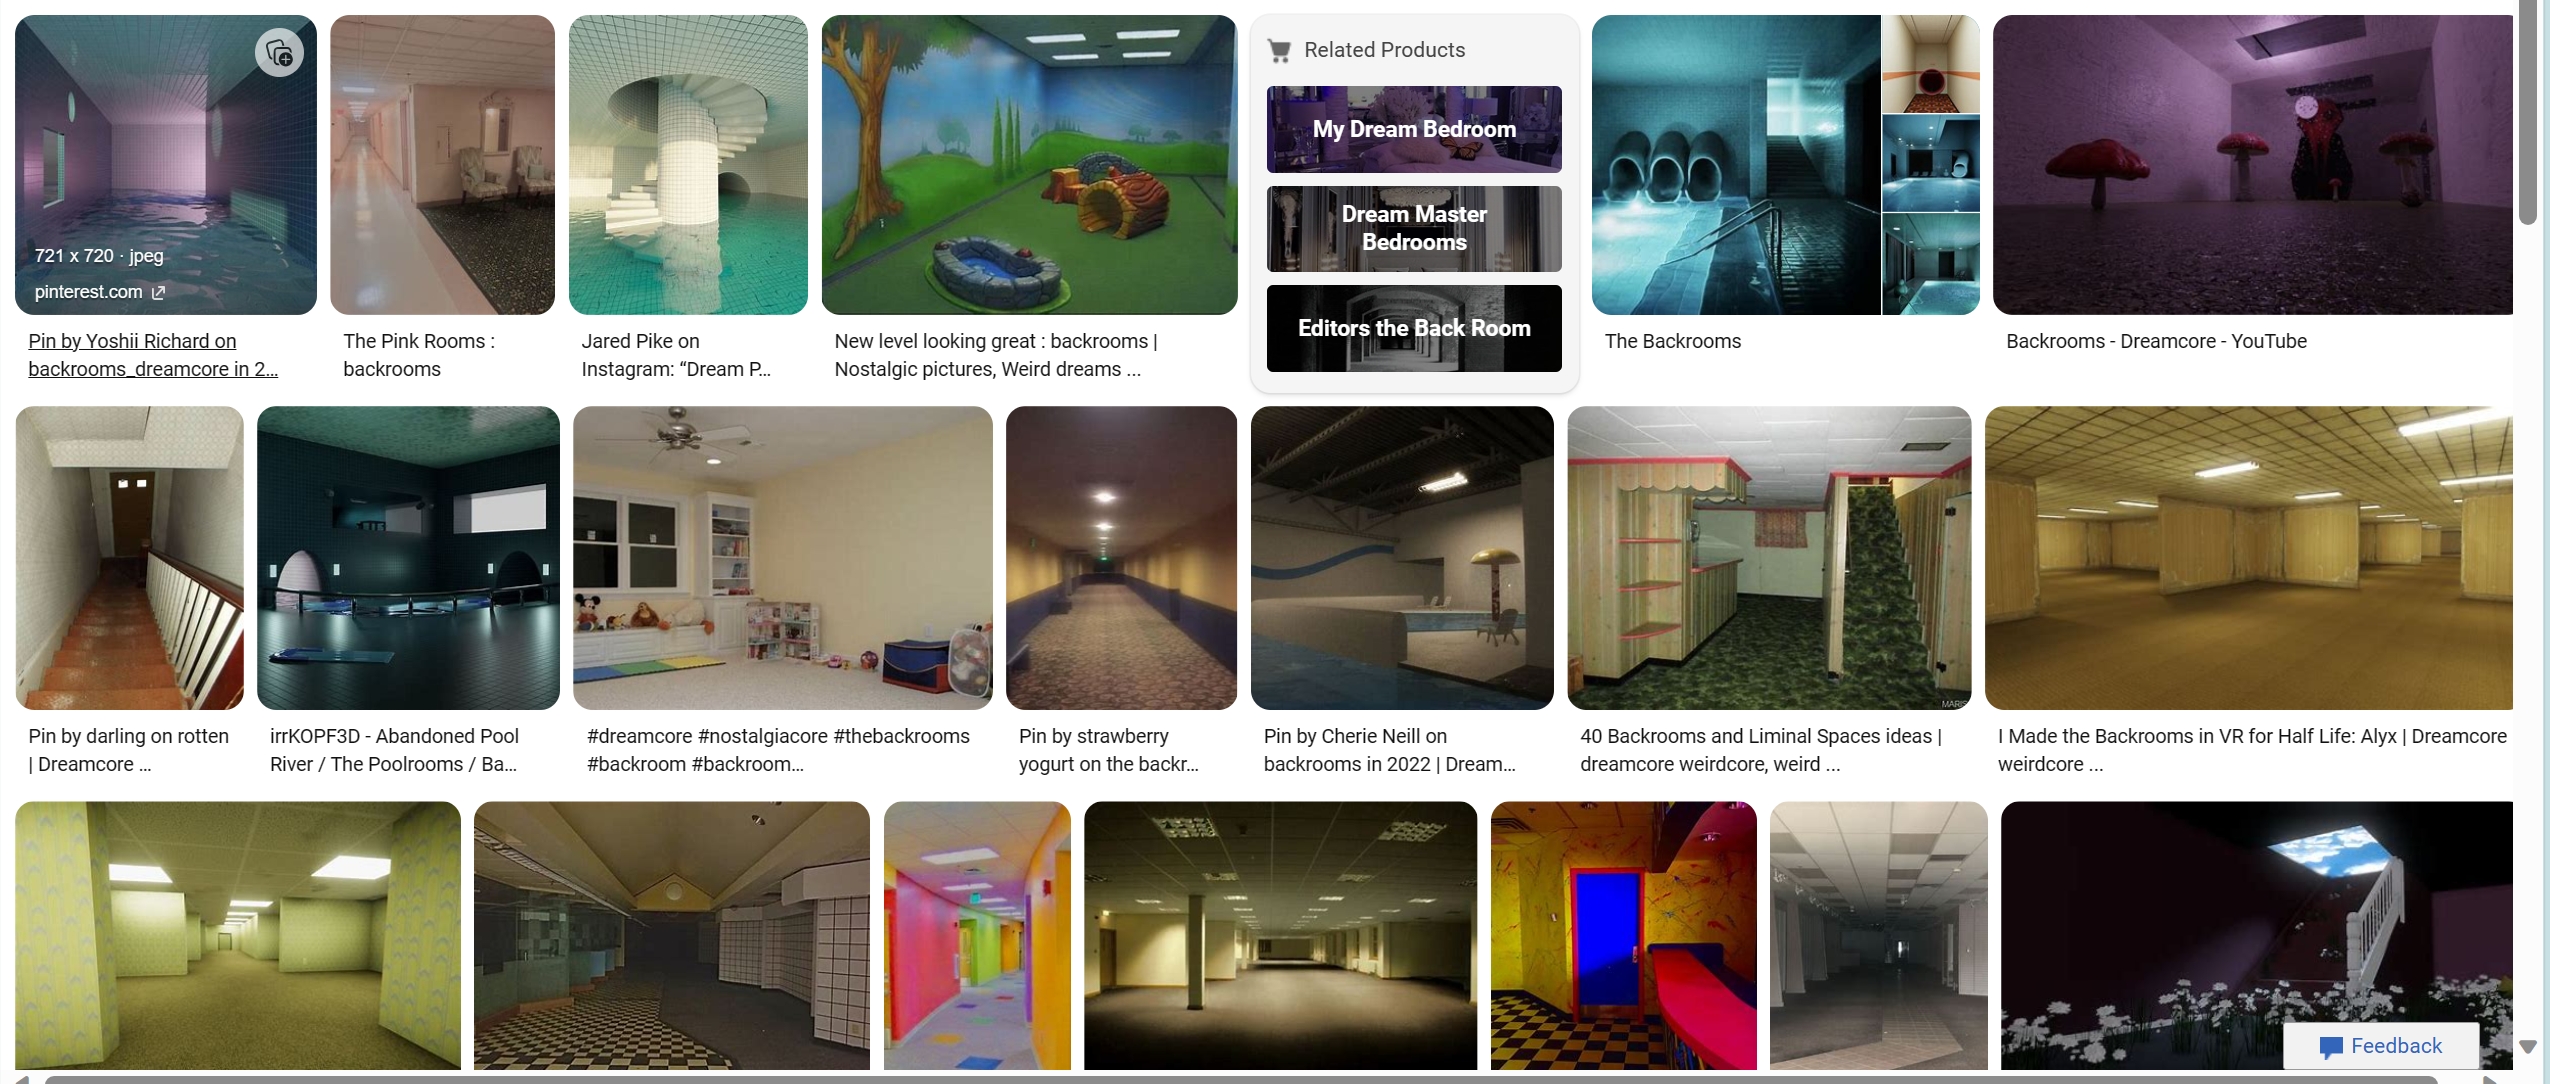 Related Products
My Dream Bedroom
Dream Master
Bedrooms
Editors the Back Room
721 x 720 · jpeg
pinterest.com
Pin by Yoshii Richard on
backrooms_dreamcore in 2...
The Pink Rooms :
backrooms
Jared Pike on
Instagram: “Dream P...
New level looking great : backrooms |
Nostalgic pictures, Weird dreams ...
The Backrooms
Backrooms - Dreamcore - YouTube
MARIS
Pin by darling on rotten
| Dreamcore ...
irrKOPF3D - Abandoned Pool
River / The Poolrooms / Ba...
#dreamcore #nostalgiacore #thebackrooms
#backroom #backroom...
Pin by strawberry
yogurt on the backr...
Pin by Cherie Neill on
backrooms in 2022 | Dream...
40 Backrooms and Liminal Spaces ideas |
dreamcore weirdcore, weird ...
I Made the Backrooms in VR for Half Life: Alyx | Dreamcore
weirdcore ...
Feedback